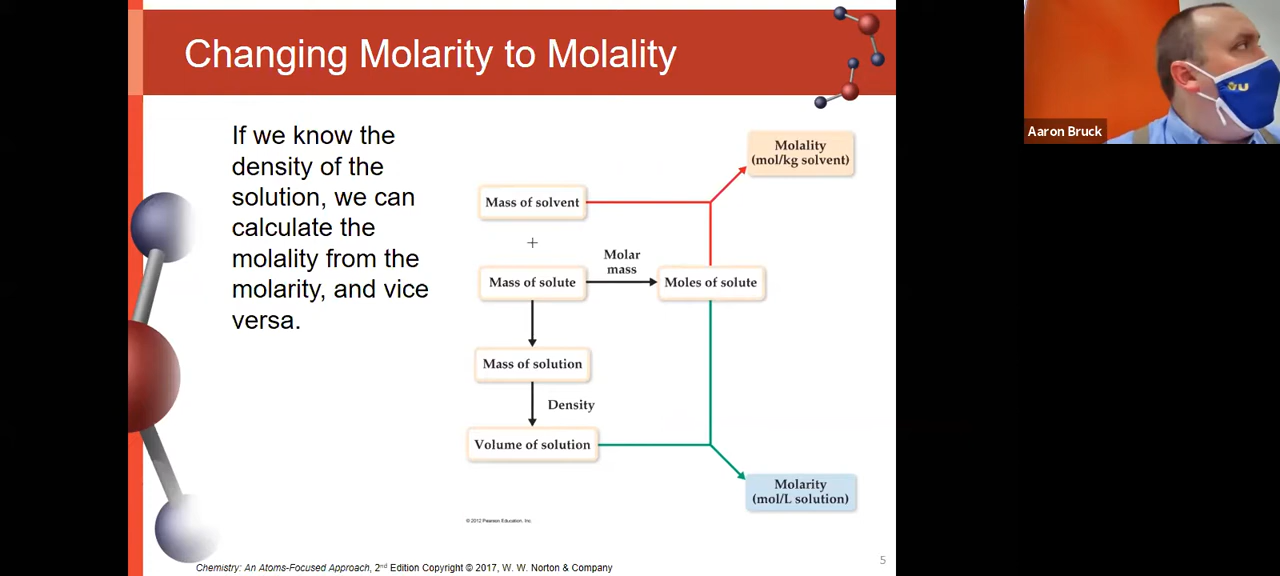 Changing Molarity to Molality
If we know the
density of the
solution, we can
calculate the
molality from the
molarity, and vice
versa.
Molality
(mol/kg solvent)
Mass of solvent
+
Molar
mass
Mass of solute
Moles of solute
Mass of solution
Density
Volume of solution
Molarity
(mol/L solution)
© 2012 Pearson Education, Inc.
Chemistry: An Atoms-Focused Approach, 2nd Edition Copyright © 2017, W. W. Norton & Company
5
Aaron Bruck